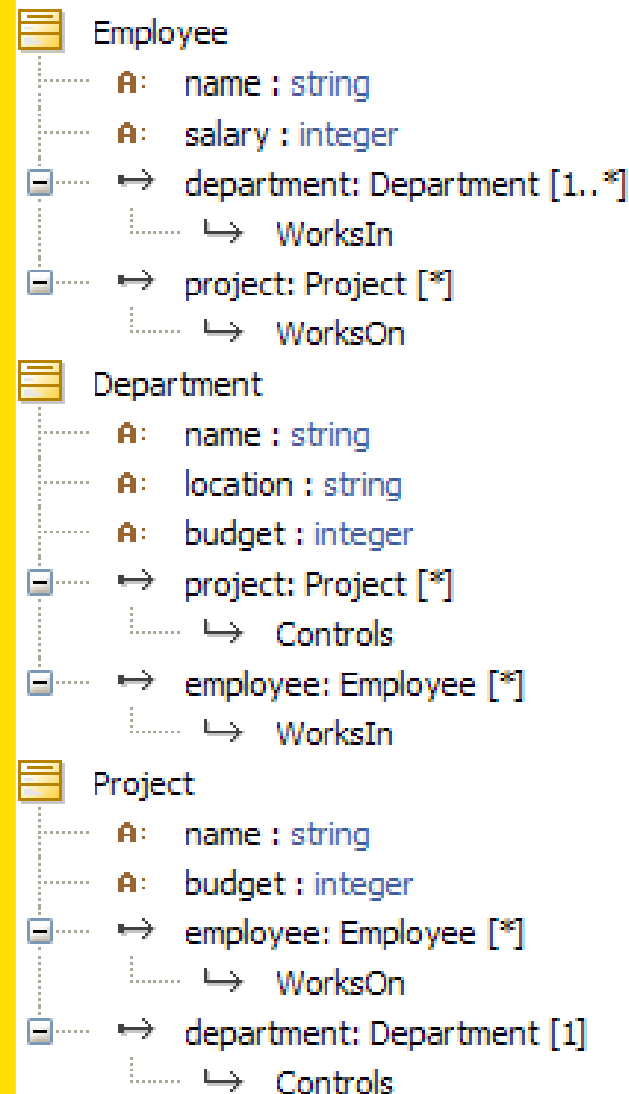 Employee
A: name : string
A: salary : integer
department: Department [1..*]
WorksIn
project: Project [*]
WorksOn
Department
A: name : string
A: location : string
A: budget : integer
project: Project [*]
Controls
employee: Employee [*]
WorksIn
Project
A: name : string
A: budget : integer
employee: Employee [*]
WorksOn
department: Department [1]
Controls